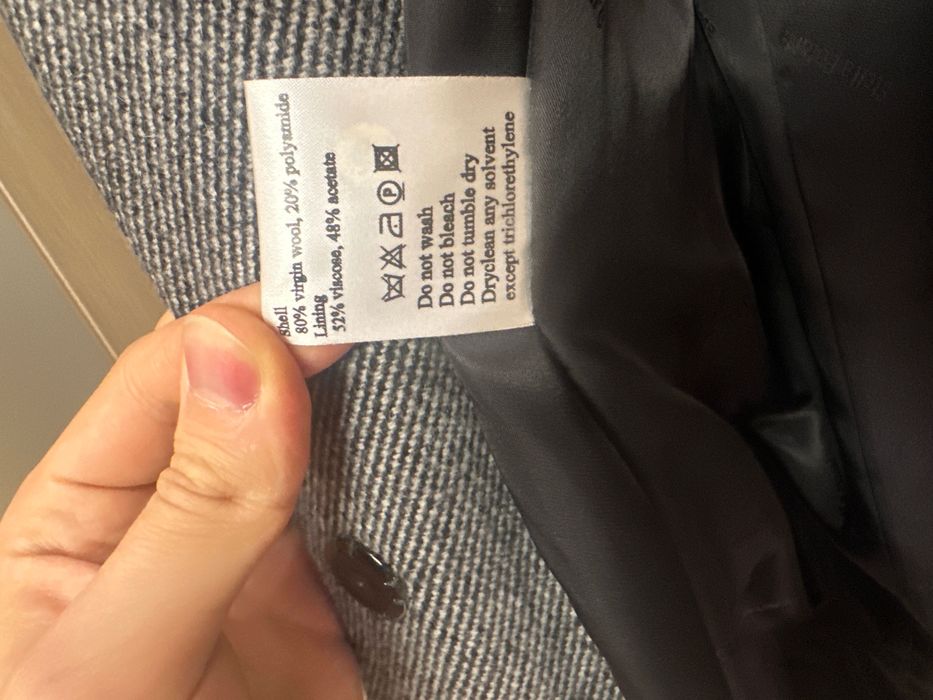 Shell
80% virgin wool, 20% polyamide
Lining
52% viscose, 48% acetate
P
Do not wash
Do not bleach
Do not tumble dry
Dryclean any solvent
except trichlorethylene